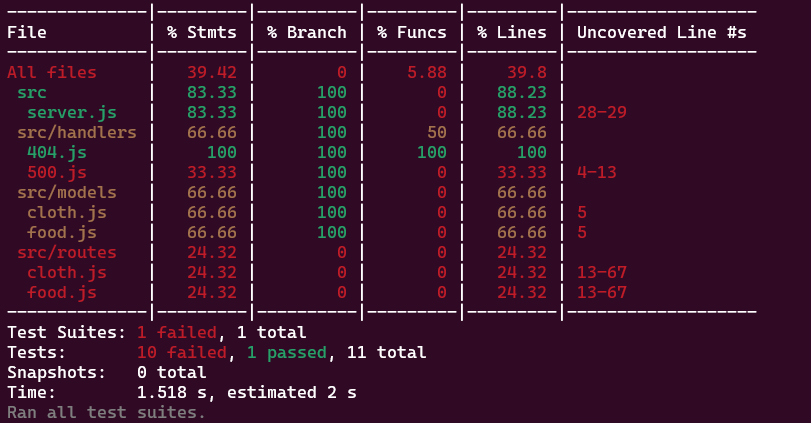 --------------|---------|----------|---------|---------|-------------------
File          | % Stmts | % Branch | % Funcs | % Lines | Uncovered Line #s
--------------|---------|----------|---------|---------|-------------------
All files     |   39.42 |        0 |    5.88 |    39.8 |
 src          |   83.33 |      100 |       0 |   88.23 |
  server.js   |   83.33 |      100 |       0 |   88.23 | 28-29
 src/handlers |   66.66 |      100 |      50 |   66.66 |
  404.js      |     100 |      100 |     100 |     100 |
  500.js      |   33.33 |      100 |       0 |   33.33 | 4-13
 src/models   |   66.66 |      100 |       0 |   66.66 |
  cloth.js    |   66.66 |      100 |       0 |   66.66 | 5
  food.js     |   66.66 |      100 |       0 |   66.66 | 5
 src/routes   |   24.32 |        0 |       0 |   24.32 |
  cloth.js    |   24.32 |        0 |       0 |   24.32 | 13-67
  food.js     |   24.32 |        0 |       0 |   24.32 | 13-67
--------------|---------|----------|---------|---------|-------------------
Test Suites: 1 failed, 1 total
Tests:       10 failed, 1 passed, 11 total
Snapshots:   0 total
Time:        1.518 s, estimated 2 s
Ran all test suites.